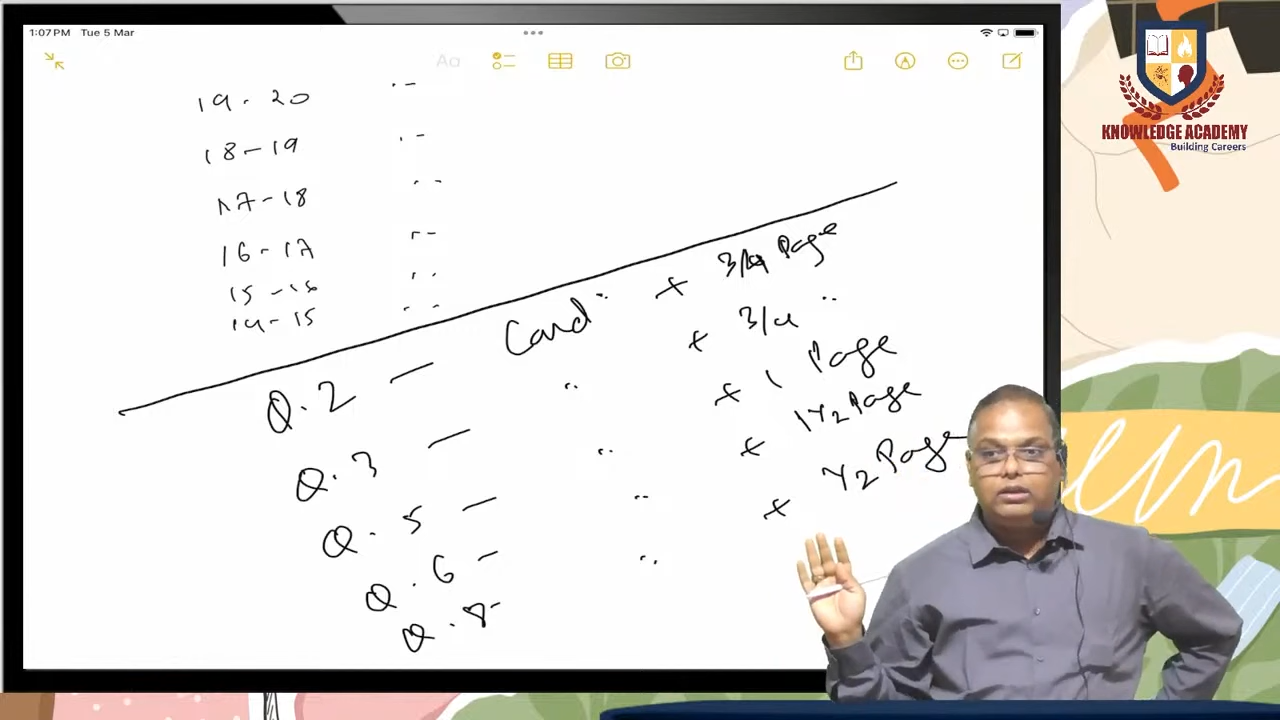 1:07 PM Tue 5 Mar
Aa
KNOWLEDGE ACADEMY
Building Careers
19 - 20 "
18 - 19 "
17 - 18 "
16 - 17 "
15 - 16 "
14 - 15 "
Q.2 — Card" + 3/4 Page
Q.3 — " + 3/4 "
Q.5 — " + 1 Page
Q.6 — " + 1 1/2 Page
Q.8 — " + 1/2 Page